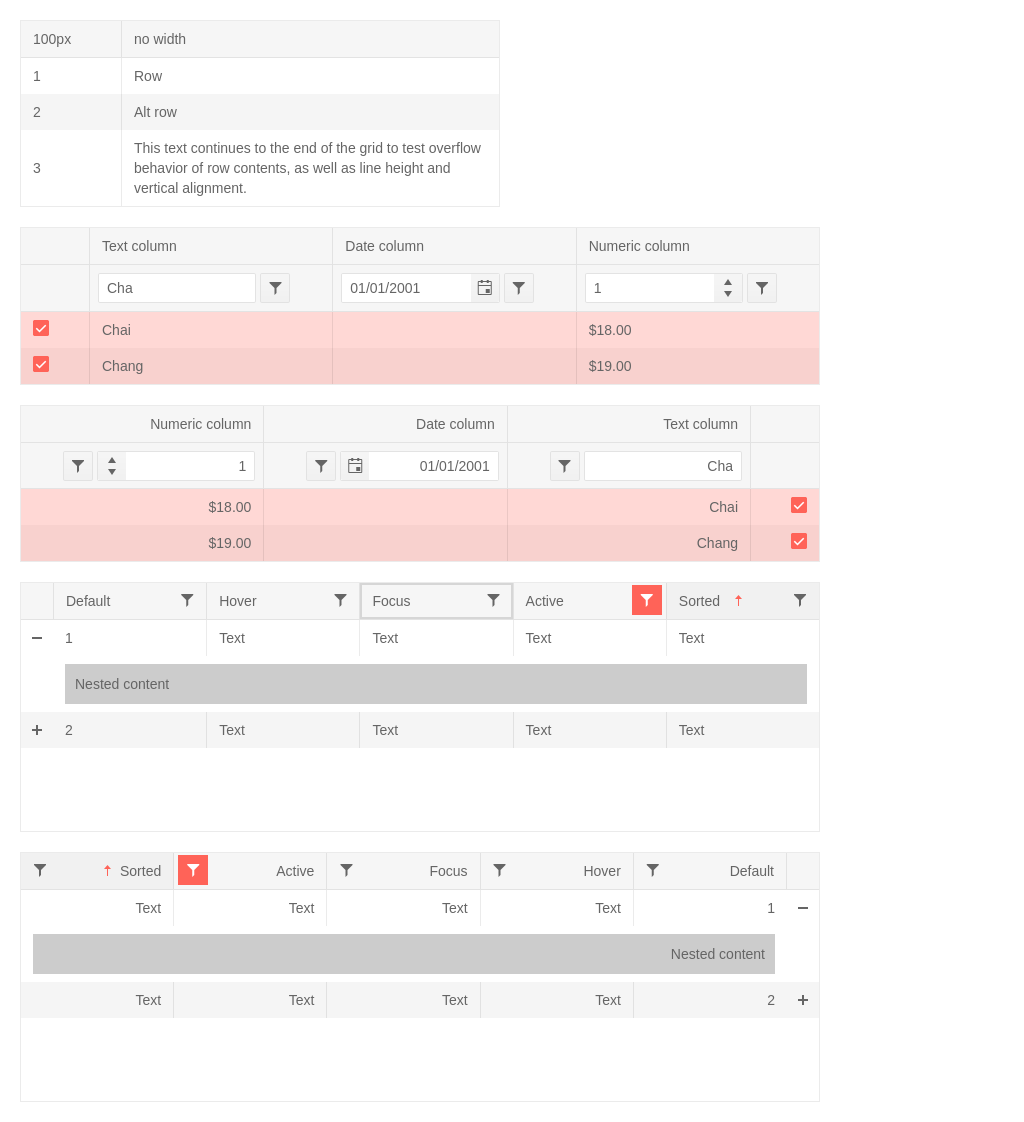 100px no width
1 Row
2 Alt row
This text continues to the end of the grid to test overflow
3 behavior of row contents, as well as line height and
vertical alignment.
Text column Date column Numeric column
Cha 01/01/2001 1
Chai $18.00
Chang $19.00
Numeric column Date column Text column
1 01/01/2001 Cha
$18.00 Chai
$19.00 Chang
Default Hover Focus Active Sorted
1 Text Text Text Text
Nested content
2 Text Text Text Text
Sorted Active Focus Hover Default
Text Text Text Text 1
Nested content
Text Text Text Text 2